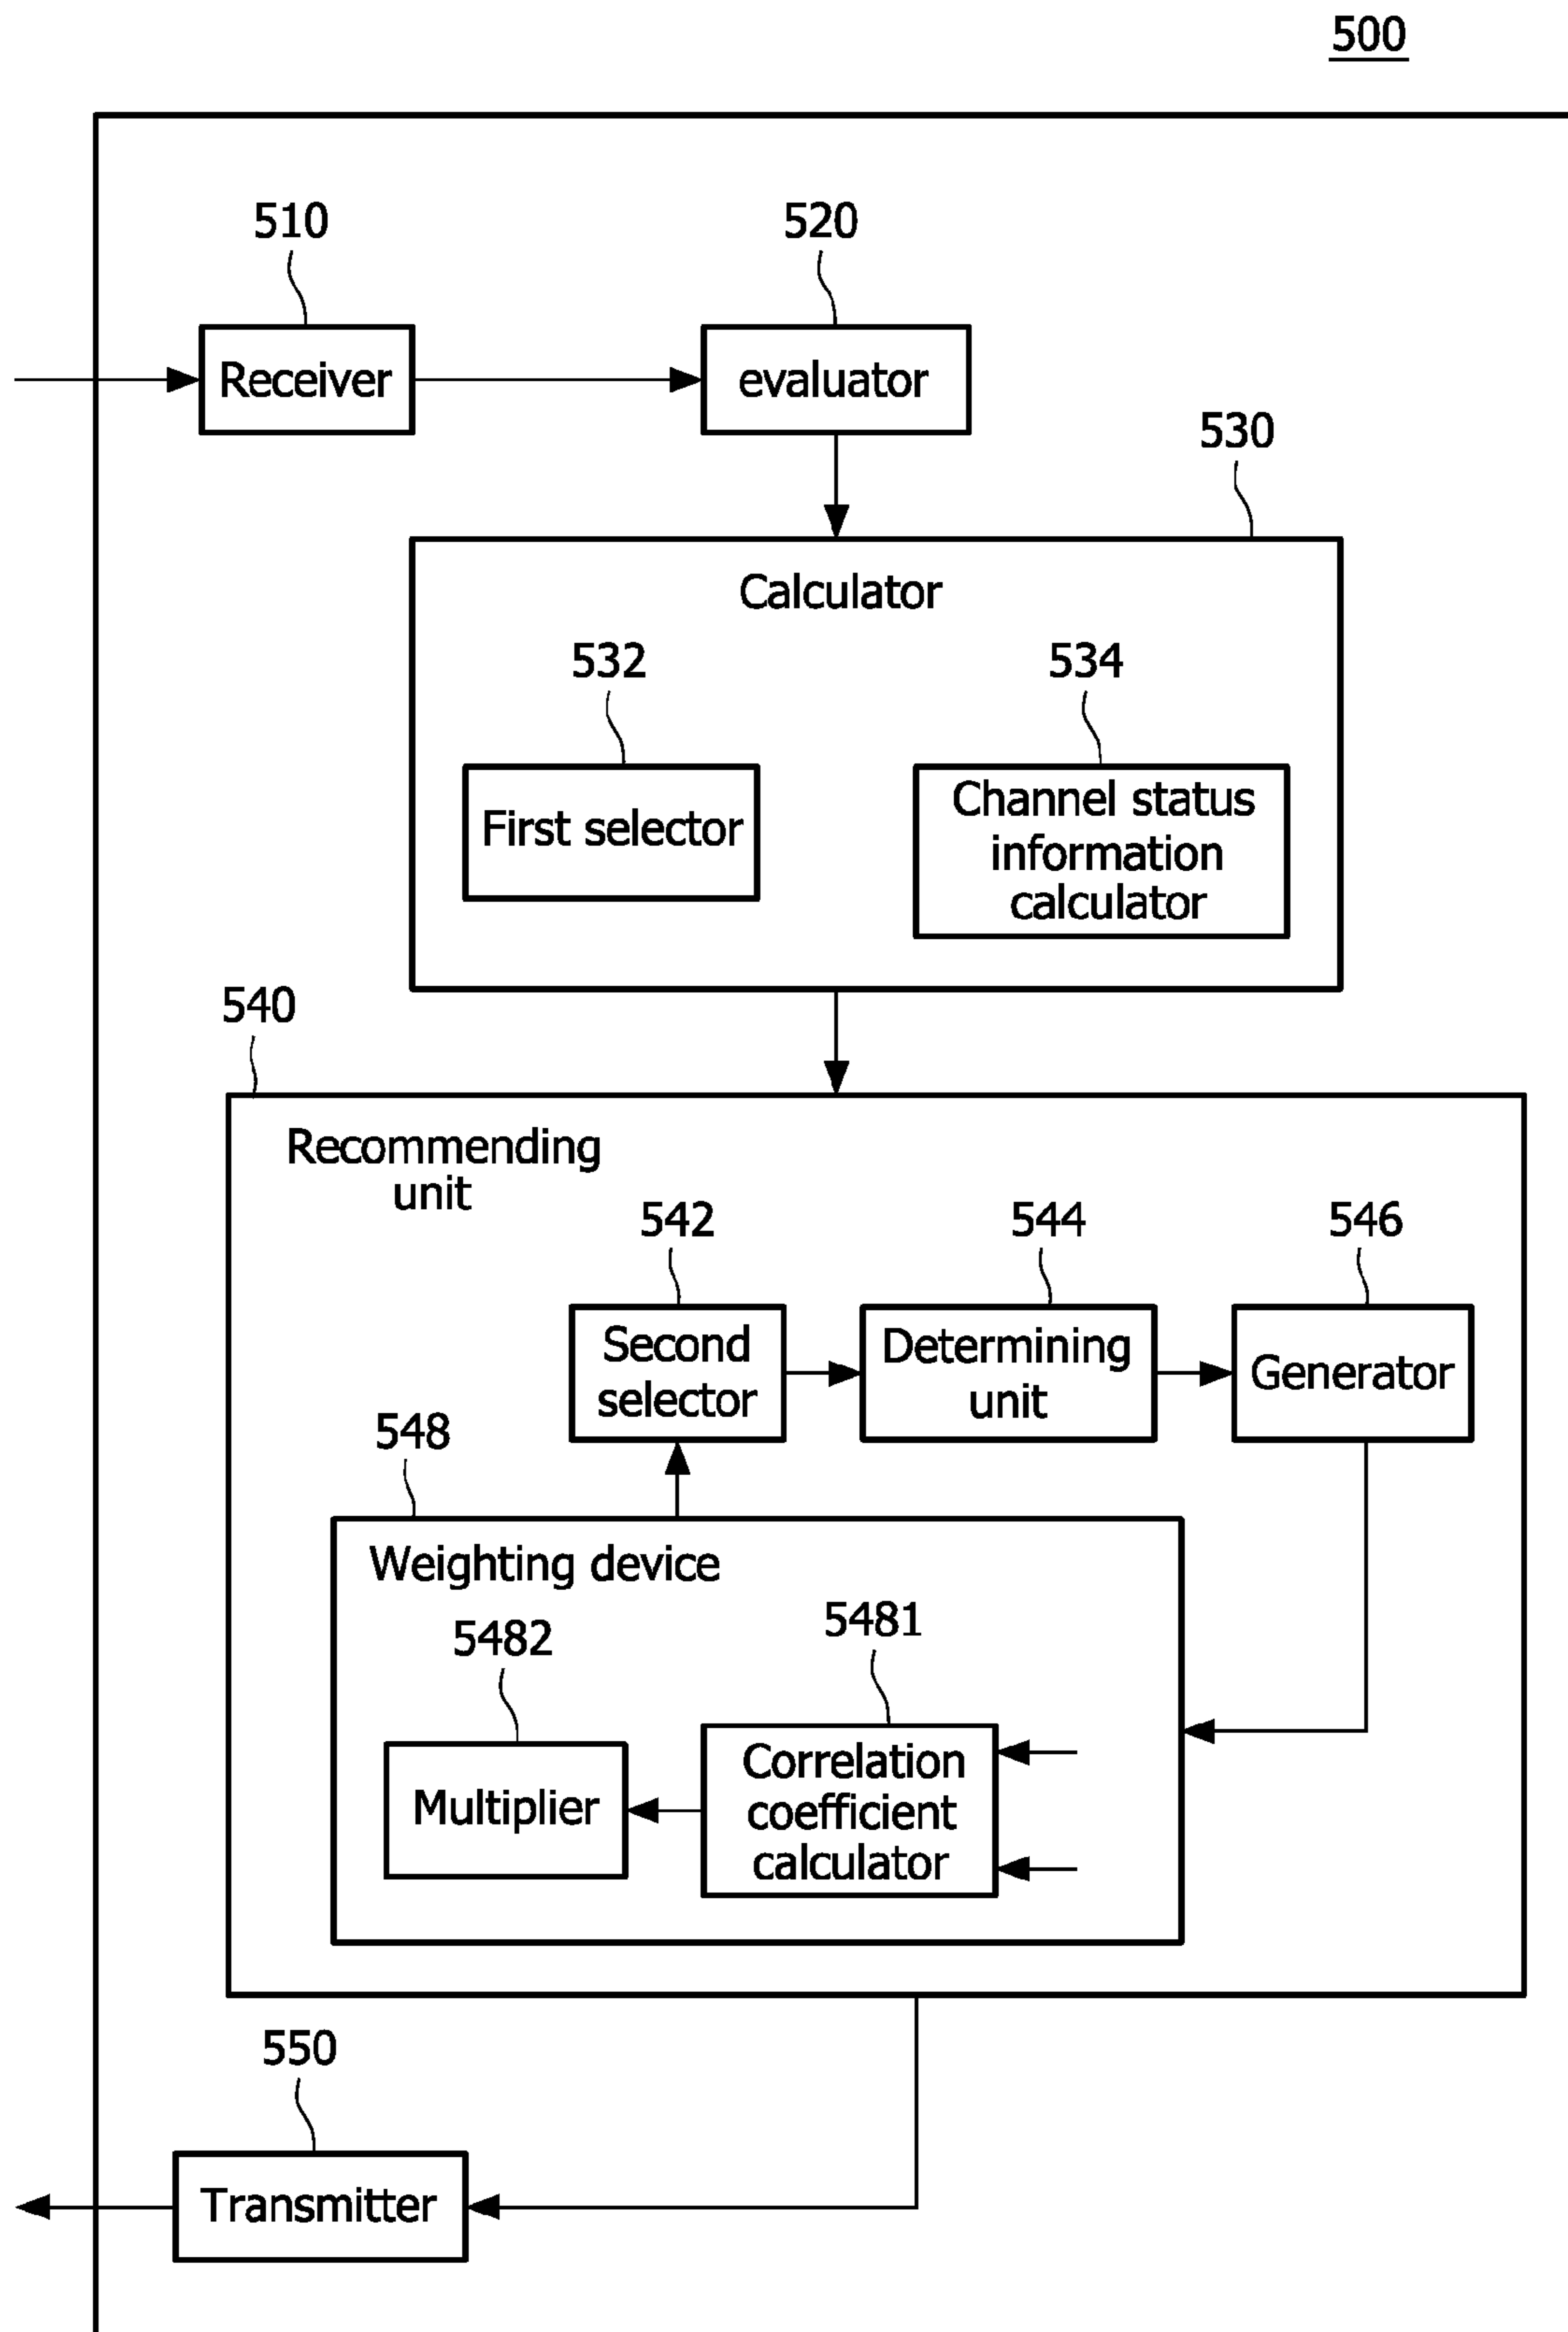 500
510
520
Receiver
evaluator
530
Calculator
532
534
First selector
Channel status
information
calculator
540
Recommending
unit
542
544
546
Second
selector
Determining
unit
Generator
548
Weighting device
5482
5481
Multiplier
Correlation
coefficient
calculator
550
Transmitter